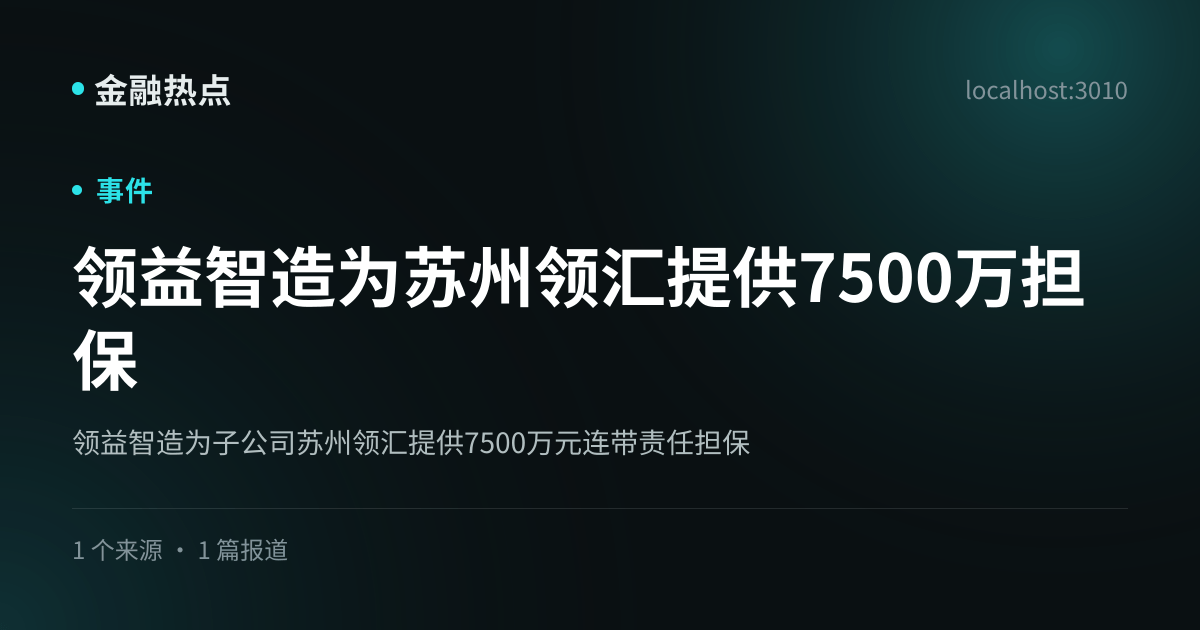 金融热点
localhost:3010
事件
领益智造为苏州领汇提供7500万担
保
领益智造为子公司苏州领汇提供7500万元连带责任担保
1 个来源 · 1 篇报道